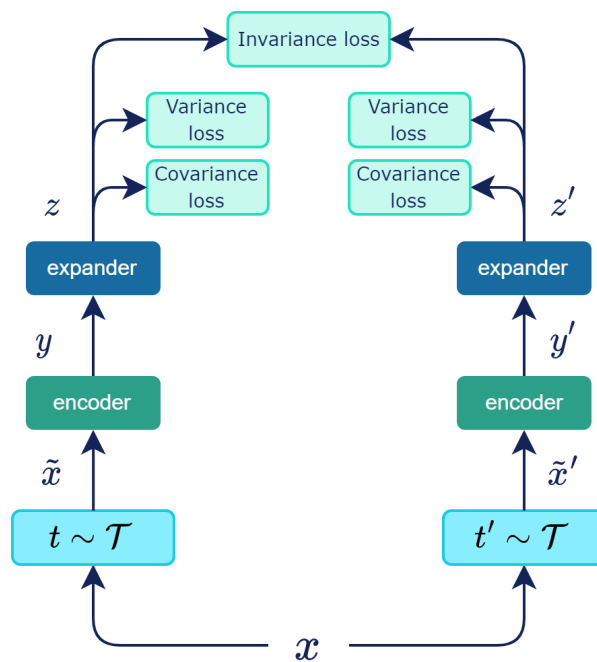 Invariance loss
Variance
loss
Variance
loss
Covariance
loss
Covariance
loss
z
z′
expander
expander
y
y′
encoder
encoder
x̃
x̃′
t ∼ 𝒯
t′ ∼ 𝒯
x